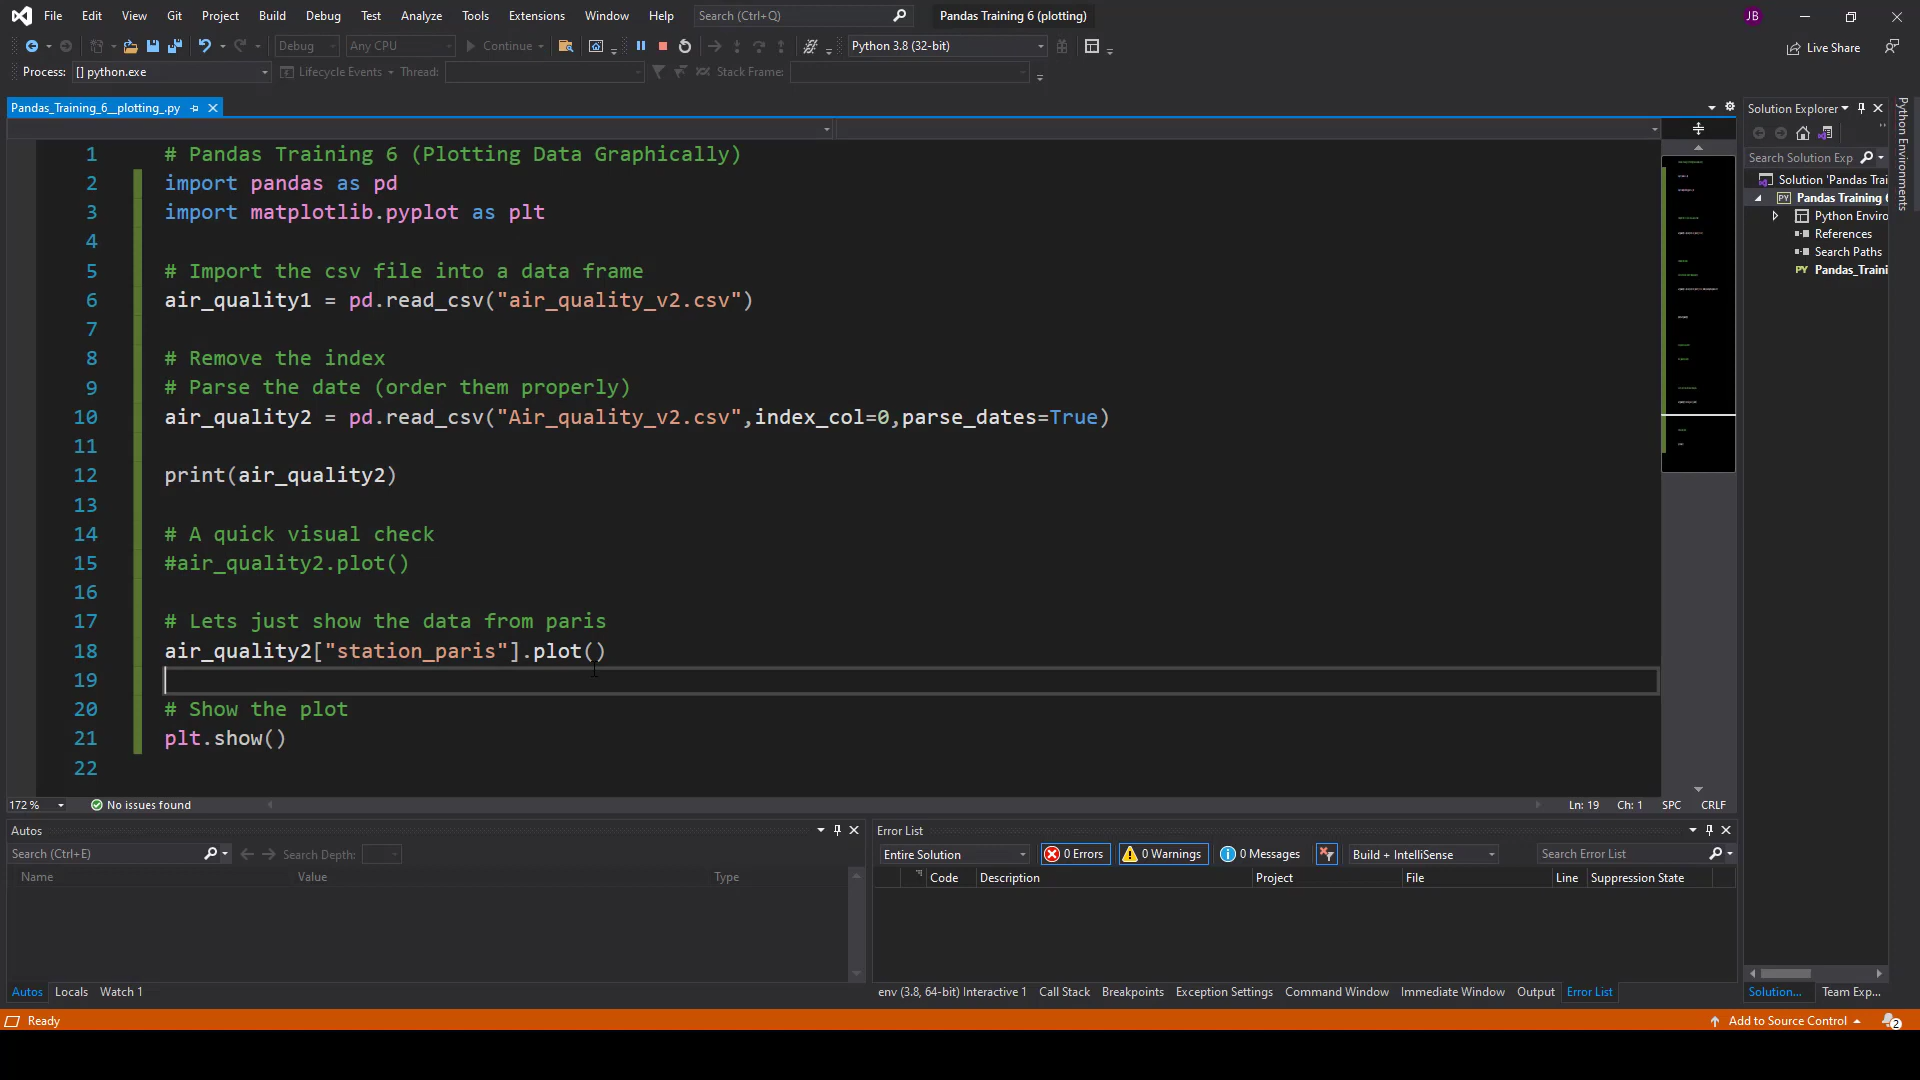 File Edit View Git Project Build Debug Test Analyze Tools Extensions Window Help Search (Ctrl+Q) Pandas Training 6 (plotting) JB
Debug Any CPU Continue Python 3.8 (32-bit) Live Share
Process: [] python.exe Lifecycle Events Thread: Stack Frame:
Pandas_Training_6__plotting_.py Solution Explorer
1 # Pandas Training 6 (Plotting Data Graphically)
2 import pandas as pd
3 import matplotlib.pyplot as plt
4
5 # Import the csv file into a data frame
6 air_quality1 = pd.read_csv("air_quality_v2.csv")
7
8 # Remove the index
9 # Parse the date (order them properly)
10 air_quality2 = pd.read_csv("Air_quality_v2.csv",index_col=0,parse_dates=True)
11
12 print(air_quality2)
13
14 # A quick visual check
15 #air_quality2.plot()
16
17 # Lets just show the data from paris
18 air_quality2["station_paris"].plot()
19
20 # Show the plot
21 plt.show()
22
Search Solution Exp
Solution 'Pandas Trai
PY Pandas Training 6
Python Enviro
References
Search Paths
PY Pandas_Traini
Python Environments
172 % No issues found Ln: 19 Ch: 1 SPC CRLF
Autos
Search (Ctrl+E) Search Depth:
Name Value Type
Autos Locals Watch 1
Error List
Entire Solution 0 Errors 0 Warnings 0 Messages Build + IntelliSense Search Error List
Code Description Project File Line Suppression State
env (3.8, 64-bit) Interactive 1 Call Stack Breakpoints Exception Settings Command Window Immediate Window Output Error List
Solution... Team Exp...
Ready Add to Source Control 2